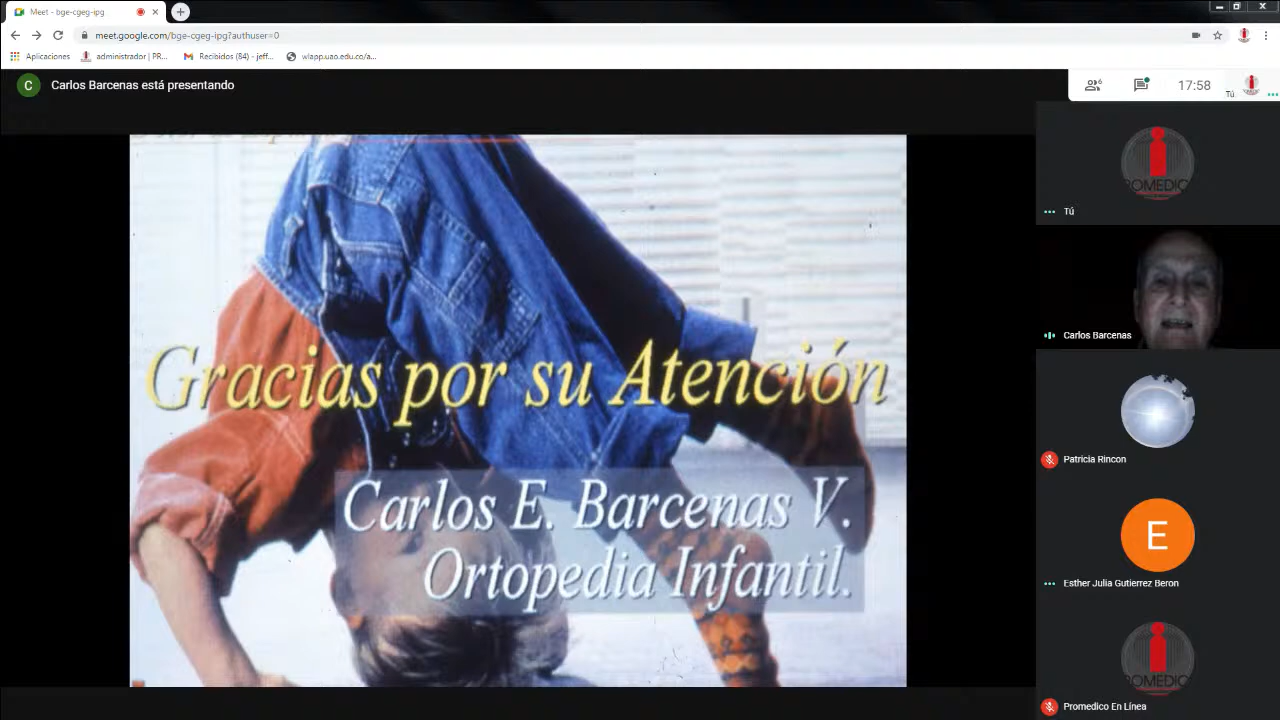 Meet - bge-cgeg-ipg
meet.google.com/bge-cgeg-ipg?authuser=0
Aplicaciones
administrador | PR...
Recibidos (84) - jeff...
wlapp.uao.edu.co/a...
C
Carlos Barcenas está presentando
6
17:58
Tú
Tú
Gracias por su Atención
Carlos E. Barcenas V.
Ortopedia Infantil.
Carlos Barcenas
Patricia Rincon
E
Esther Julia Gutierrez Beron
Promedico En Línea